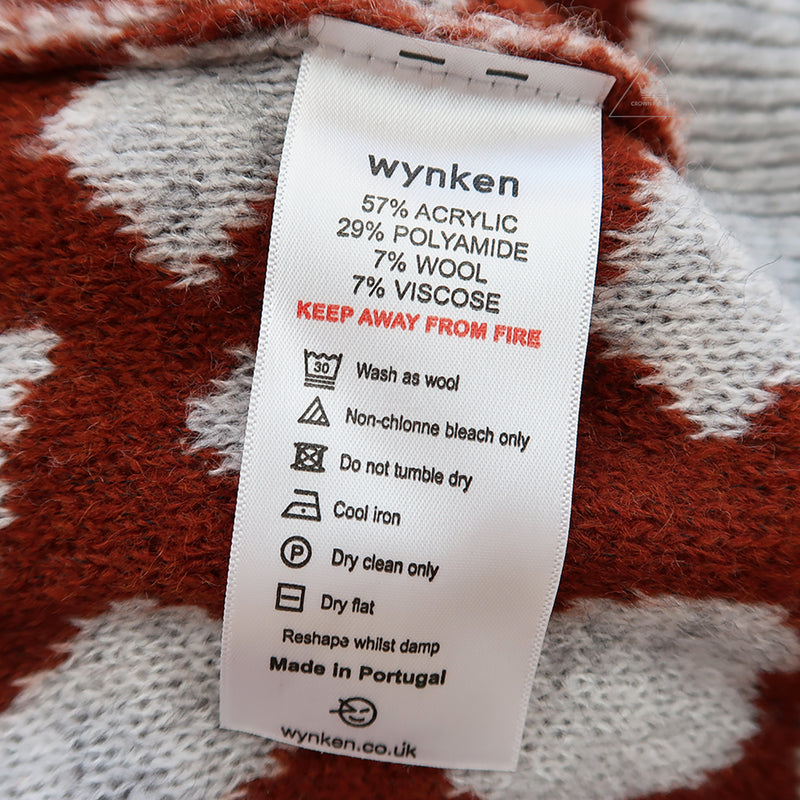 wynken
57% ACRYLIC
29% POLYAMIDE
7% WOOL
7% VISCOSE
KEEP AWAY FROM FIRE
30 Wash as wool
Non-chlorine bleach only
Do not tumble dry
Cool iron
P Dry clean only
Dry flat
Reshape whilst damp
Made in Portugal
wynken.co.uk